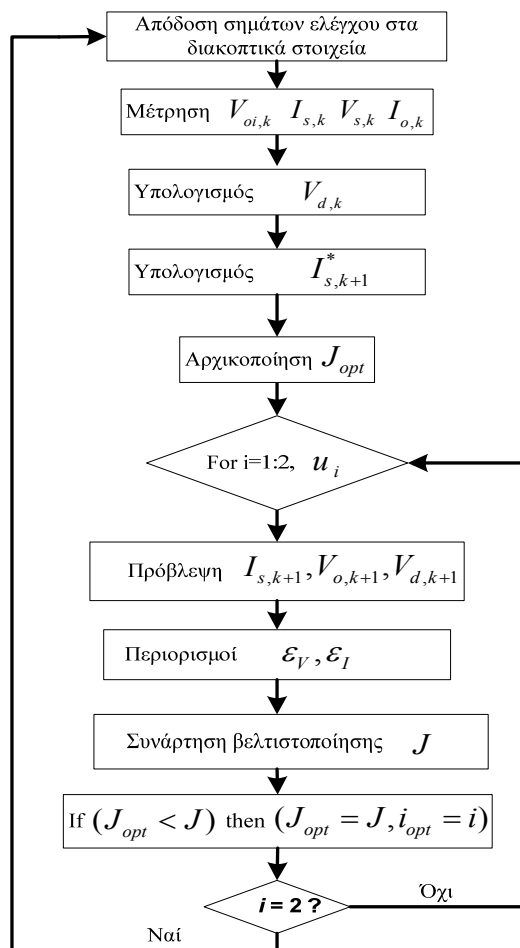 Απόδοση σημάτων ελέγχου στα
διακοπτικά στοιχεία
Μέτρηση V_{oi,k} I_{s,k} V_{s,k} I_{o,k}
Υπολογισμός V_{d,k}
Υπολογισμός I^{*}_{s,k+1}
Αρχικοποίηση J_{opt}
For i=1:2, u_i
Πρόβλεψη I_{s,k+1}, V_{o,k+1}, V_{d,k+1}
Περιορισμοί ε_V, ε_I
Συνάρτηση βελτιστοποίησης J
If (J_{opt} < J) then (J_{opt} = J, i_{opt} = i)
i = 2 ?
Όχι
Ναί